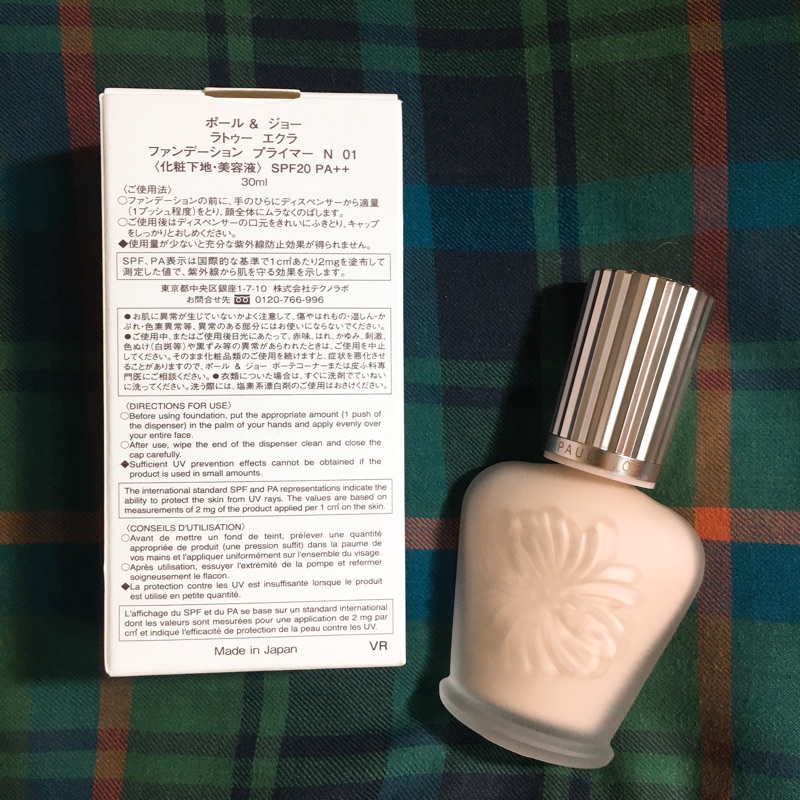 ポール & ジョー
ラトゥー エクラ
ファンデーション プライマー N 01
〈化粧下地・美容液〉 SPF20 PA++
30ml
〈ご使用法〉
○ファンデーションの前に、手のひらにディスペンサーから適量
(1プッシュ程度)をとり、顔全体にムラなくのばします。
○ご使用後はディスペンサーの口元をきれいにふきとり、キャップ
をしっかりとおしめください。
◆使用量が少ないと充分な紫外線防止効果が得られません。
SPF、PA表示は国際的な基準で1c㎡あたり2mgを塗布して
測定した値で、紫外線から肌を守る効果を示します。
東京都中央区銀座1-7-10 株式会社テクノラボ
お問合せ先 0120-766-996
●お肌に異常が生じていないかよく注意して、傷やはれもの・湿しん・か
ぶれ・色素異常等、異常のある部分にはお使いにならないでください。
●ご使用中、またはご使用後日光にあたって、赤味、はれ、かゆみ、刺激、
色ぬけ(白斑等)や黒ずみ等の異常があらわれたときは、ご使用を中止
してください。そのまま化粧品類のご使用を続けますと、症状を悪化させ
ることがありますので、ポール & ジョー ボーテコーナーまたは皮ふ科専
門医にご相談ください。●衣類についた場合は、すぐに洗剤でていねい
に洗ってください。洗う際には、塩素系漂白剤のご使用はおさけください。
〈DIRECTIONS FOR USE〉
○Before using foundation, put the appropriate amount (1 push of
the dispenser) in the palm of your hands and apply evenly over
your entire face.
○After use, wipe the end of the dispenser clean and close the
cap carefully.
◆Sufficient UV prevention effects cannot be obtained if the
product is used in small amounts.
The international standard SPF and PA representations indicate the
ability to protect the skin from UV rays. The values are based on
measurements of 2 mg of the product applied per 1 c㎡ on the skin.
〈CONSEILS D'UTILISATION〉
○Avant de mettre un fond de teint, prélever une quantité
appropriée de produit (une pression suffit) dans la paume de
vos mains et l'appliquer uniformément sur l'ensemble du visage.
○Après utilisation, essuyer l'extrémité de la pompe et refermer
soigneusement le flacon.
◆La protection contre les UV est insuffisante lorsque le produit
est utilisé en petite quantité.
L'affichage du SPF et du PA se base sur un standard international
dont les valeurs sont mesurées pour une application de 2 mg par
c㎡ et indique l'efficacité de protection de la peau contre les UV.
Made in Japan VR
PAUL